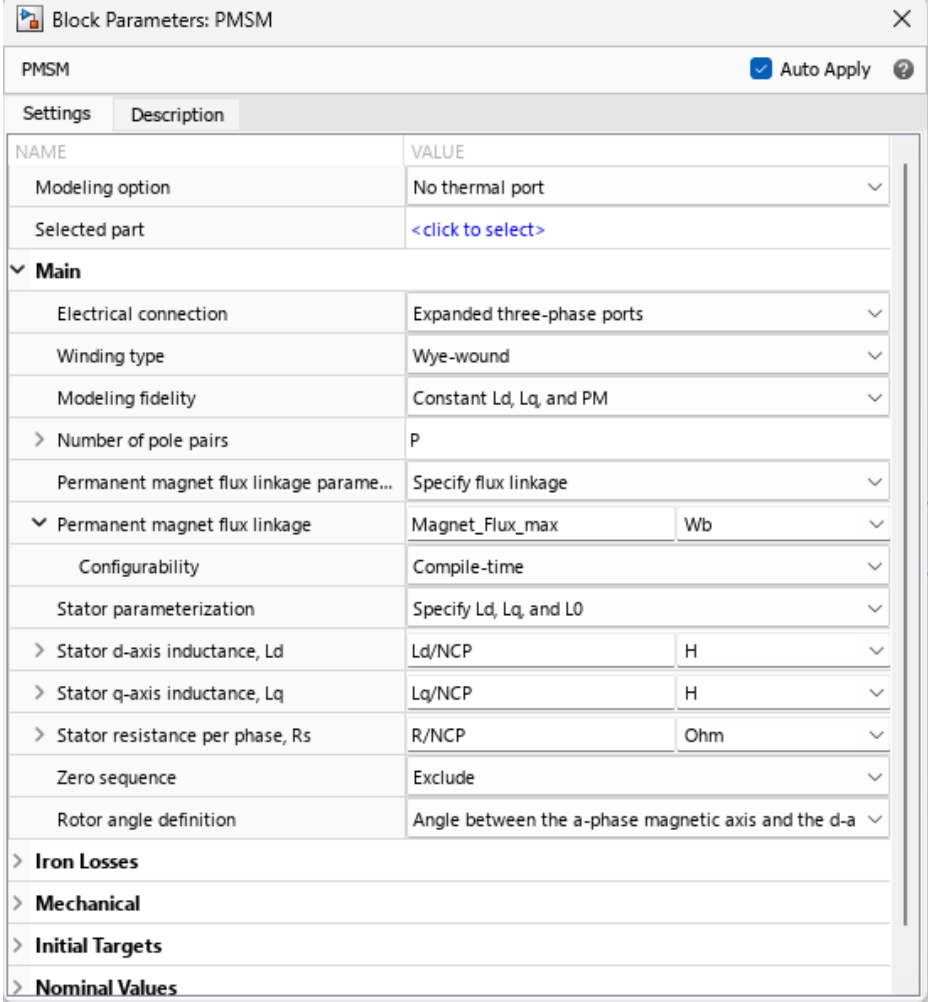 Block Parameters: PMSM
PMSM Auto Apply
Settings Description
NAME VALUE
Modeling option No thermal port
Selected part <click to select>
Main
Electrical connection Expanded three-phase ports
Winding type Wye-wound
Modeling fidelity Constant Ld, Lq, and PM
Number of pole pairs P
Permanent magnet flux linkage parame... Specify flux linkage
Permanent magnet flux linkage Magnet_Flux_max Wb
Configurability Compile-time
Stator parameterization Specify Ld, Lq, and L0
Stator d-axis inductance, Ld Ld/NCP H
Stator q-axis inductance, Lq Lq/NCP H
Stator resistance per phase, Rs R/NCP Ohm
Zero sequence Exclude
Rotor angle definition Angle between the a-phase magnetic axis and the d-a
Iron Losses
Mechanical
Initial Targets
Nominal Values